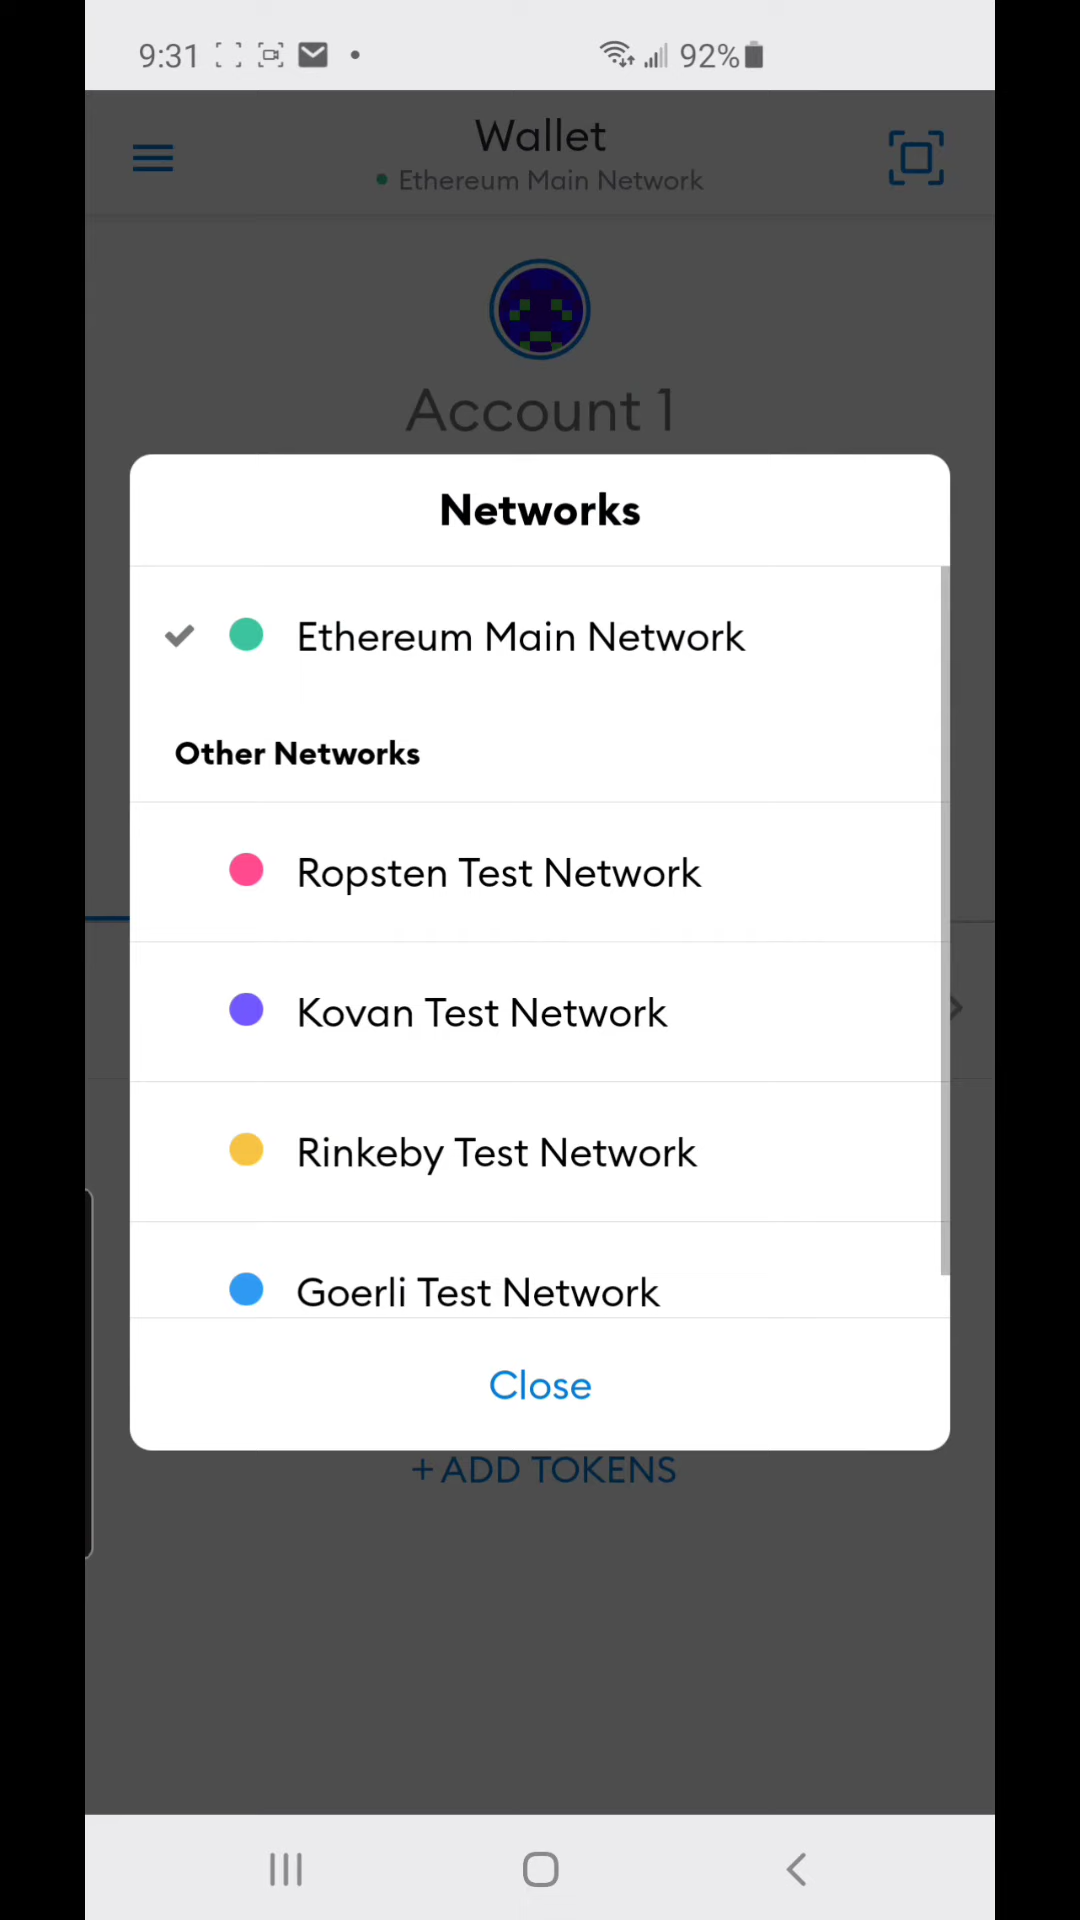 9:31
92%
Wallet
Ethereum Main Network
Account 1
Networks
Ethereum Main Network
Other Networks
Ropsten Test Network
Kovan Test Network
Rinkeby Test Network
Goerli Test Network
Close
+ ADD TOKENS